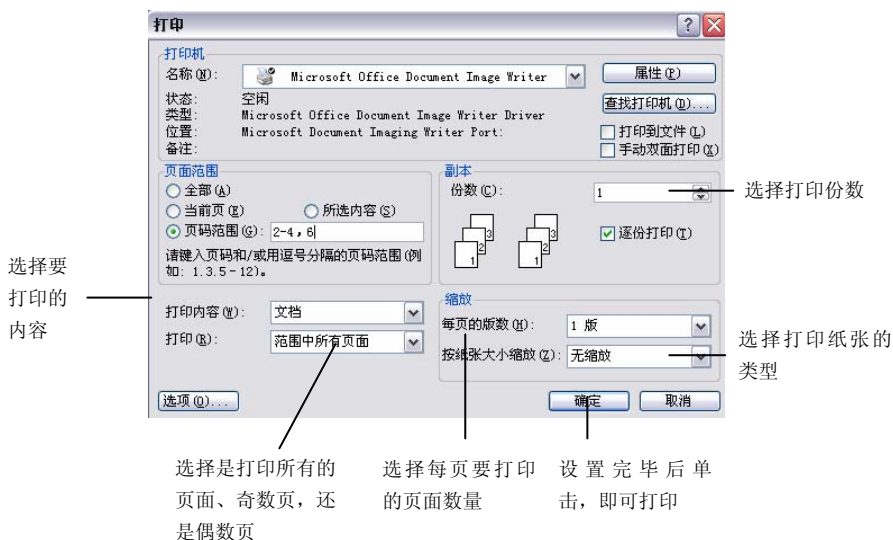 打印
打印机
名称(N):
Microsoft Office Document Image Writer
属性(P)
状态: 空闲
查找打印机(D)...
类型: Microsoft Office Document Image Writer Driver
位置: Microsoft Document Imaging Writer Port:
打印到文件(L)
备注:
手动双面打印(X)
页面范围
全部(A)
当前页(E)
所选内容(S)
页码范围(G): 2-4,6
请键入页码和/或用逗号分隔的页码范围(例
如: 1.3.5-12)。
副本
份数(C): 1
3
2
1
3
2
1
逐份打印(T)
选择打印份数
选择要
打印的
内容
打印内容(W): 文档
打印(R): 范围中所有页面
缩放
每页的版数(H): 1 版
按纸张大小缩放(Z): 无缩放
选择打印纸张的
类型
选项(O)...
确定
取消
选择是打印所有的
页面、奇数页，还
是偶数页
选择每页要打印
的页面数量
设置完毕后单
击，即可打印